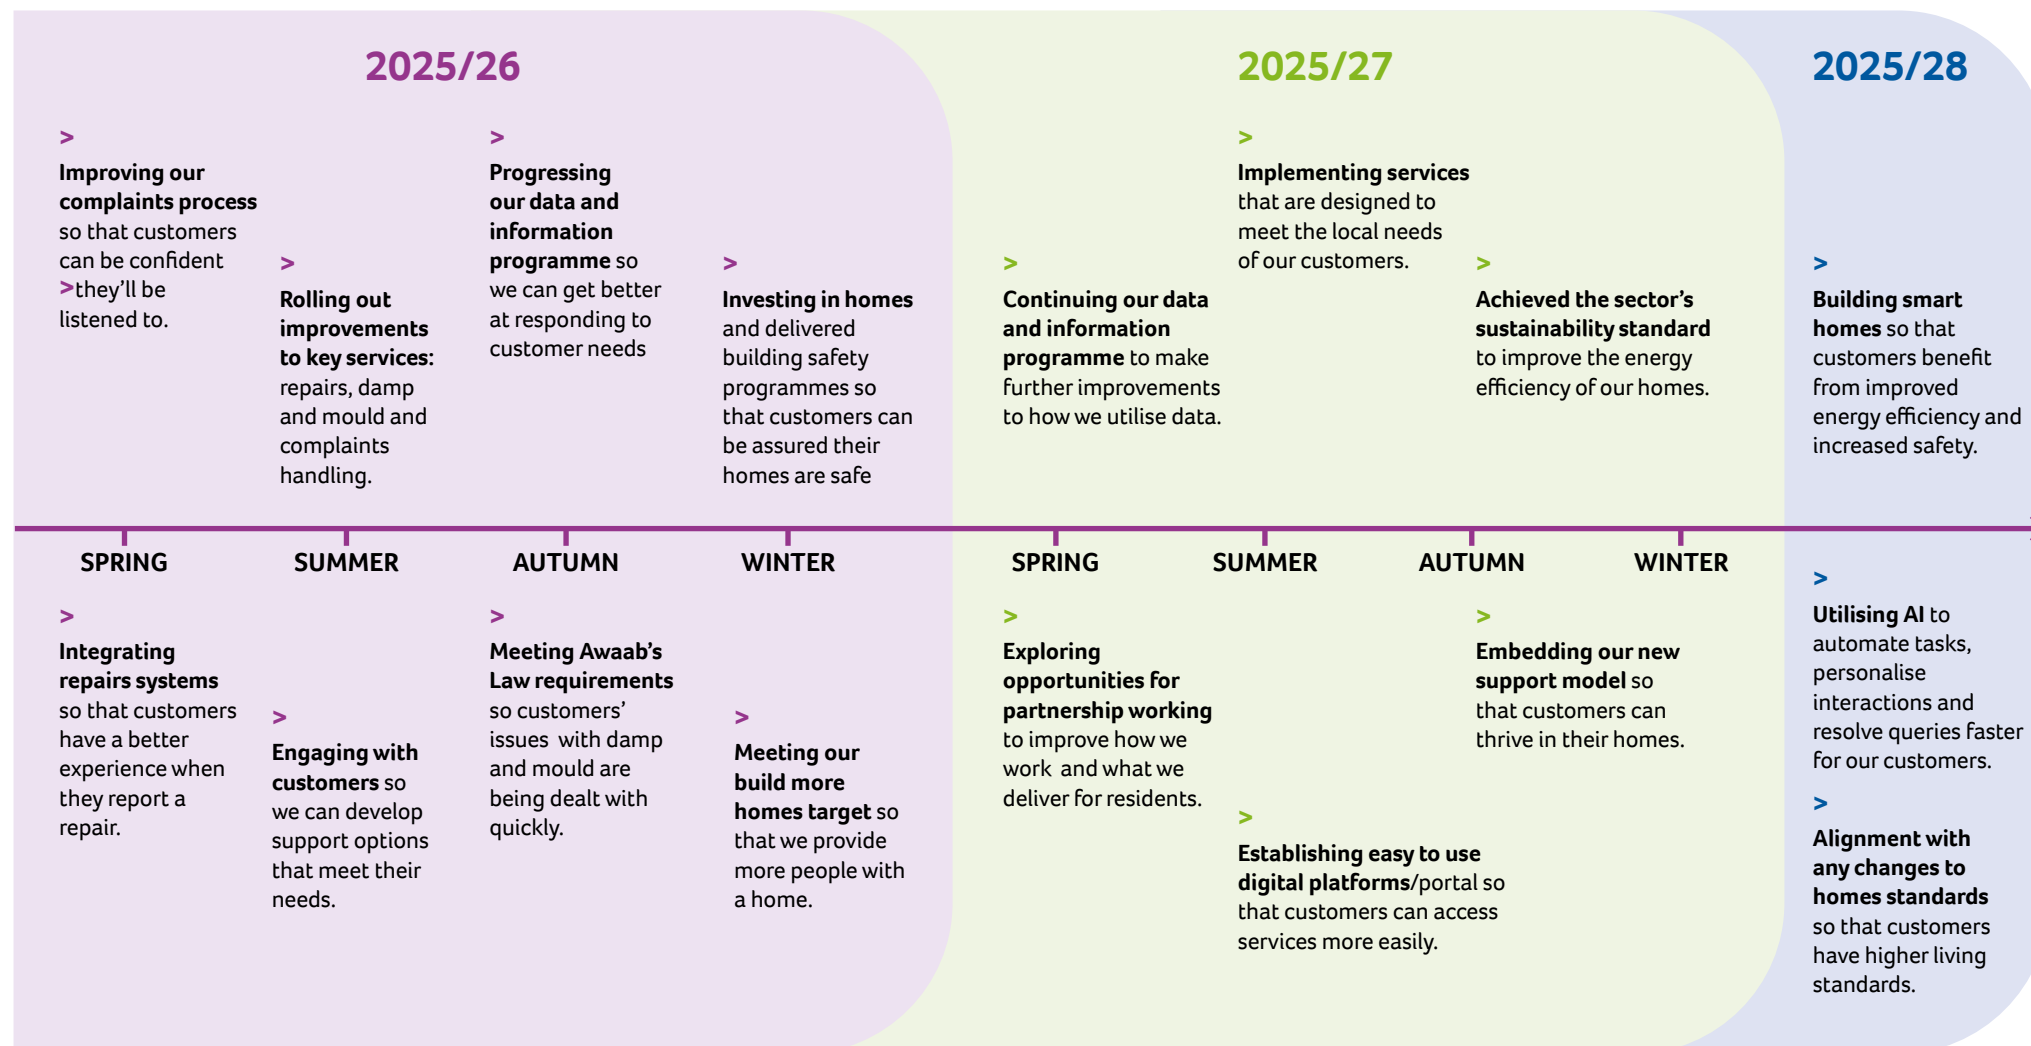 2025/26
>
Improving our
complaints process
so that customers
can be confident
>they’ll be
listened to.
>
Rolling out
improvements
to key services:
repairs, damp
and mould and
complaints
handling.
>
Progressing
our data and
information
programme so
we can get better
at responding to
customer needs
>
Investing in homes
and delivered
building safety
programmes so
that customers can
be assured their
homes are safe
SPRING
SUMMER
AUTUMN
WINTER
>
Integrating
repairs systems
so that customers
have a better
experience when
they report a
repair.
>
Engaging with
customers so
we can develop
support options
that meet their
needs.
>
Meeting Awaab’s
Law requirements
so customers’
issues with damp
and mould are
being dealt with
quickly.
>
Meeting our
build more
homes target so
that we provide
more people with
a home.
2025/27
>
Continuing our data
and information
programme to make
further improvements
to how we utilise data.
>
Implementing services
that are designed to
meet the local needs
of our customers.
>
Achieved the sector’s
sustainability standard
to improve the energy
efficiency of our homes.
SPRING
SUMMER
AUTUMN
WINTER
>
Exploring
opportunities for
partnership working
to improve how we
work and what we
deliver for residents.
>
Establishing easy to use
digital platforms/portal so
that customers can access
services more easily.
>
Embedding our new
support model so
that customers can
thrive in their homes.
2025/28
>
Building smart
homes so that
customers benefit
from improved
energy efficiency and
increased safety.
>
Utilising AI to
automate tasks,
personalise
interactions and
resolve queries faster
for our customers.
>
Alignment with
any changes to
homes standards
so that customers
have higher living
standards.